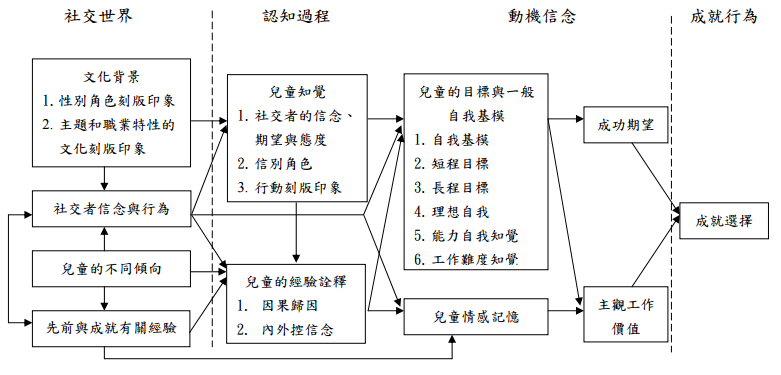 社交世界
認知過程
動機信念
成就行為
文化背景
1. 性別角色刻版印象
2. 主題和職業特性的
文化刻版印象
社交者信念與行為
兒童的不同傾向
先前與成就有關經驗
兒童知覺
1. 社交者的信念、
期望與態度
2. 信別角色
3. 行動刻版印象
兒童的經驗詮釋
1. 因果歸因
2. 內外控信念
兒童的目標與一般
自我基模
1. 自我基模
2. 短程目標
3. 長程目標
4. 理想自我
5. 能力自我知覺
6. 工作難度知覺
兒童情感記憶
成功期望
主觀工作
價值
成就選擇